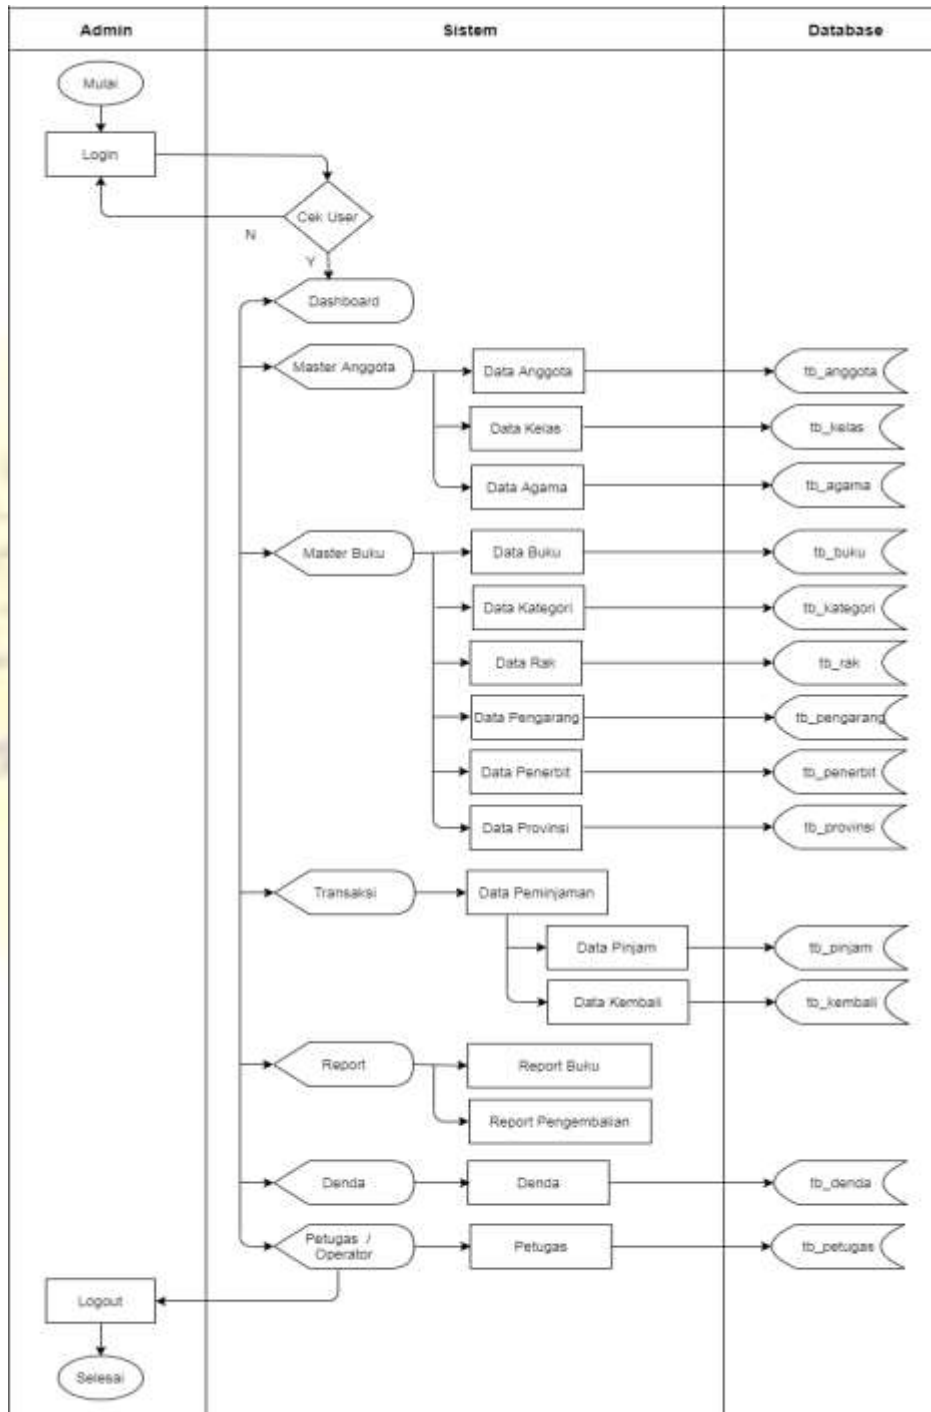 Admin
Sistem
Database
Mulai
Login
Cek User
N
Y
Dashboard
Master Anggota
Data Anggota
tb_anggota
Data Kelas
tb_kelas
Data Agama
tb_agama
Master Buku
Data Buku
tb_buku
Data Kategori
tb_kategori
Data Rak
tb_rak
Data Pengarang
tb_pengarang
Data Penerbit
tb_penerbit
Data Provinsi
tb_provinsi
Transaksi
Data Peminjaman
Data Pinjam
tb_pinjam
Data Kembali
tb_kembali
Report
Report Buku
Report Pengembalian
Denda
Denda
tb_denda
Petugas /
Operator
Petugas
tb_petugas
Logout
Selesai